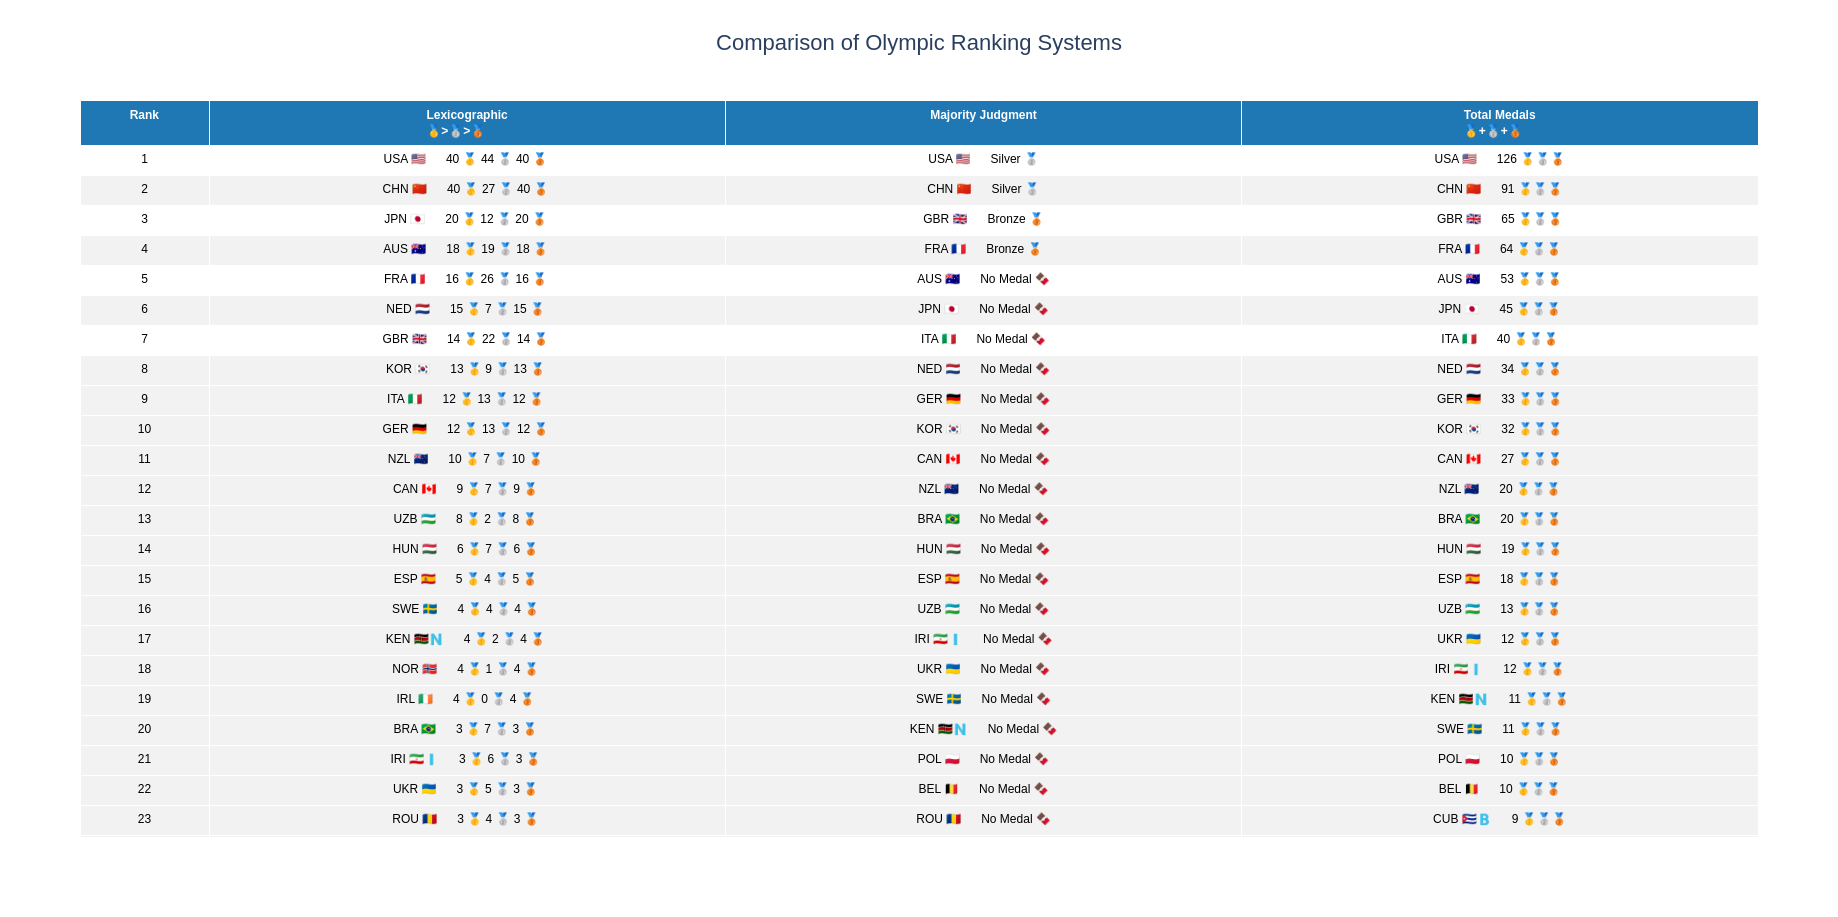 Comparison of Olympic Ranking Systems
Rank Lexicographic Majority Judgment Total Medals
🥇>🥈>🥉 🥇+🥈+🥉
1 USA 🇺🇸 40 🥇 44 🥈 40 🥉 USA 🇺🇸 Silver 🥈 USA 🇺🇸 126 🥇🥈🥉
2 CHN 🇨🇳 40 🥇 27 🥈 40 🥉 CHN 🇨🇳 Silver 🥈 CHN 🇨🇳 91 🥇🥈🥉
3 JPN 🇯🇵 20 🥇 12 🥈 20 🥉 GBR 🇬🇧 Bronze 🥉 GBR 🇬🇧 65 🥇🥈🥉
4 AUS 🇦🇺 18 🥇 19 🥈 18 🥉 FRA 🇫🇷 Bronze 🥉 FRA 🇫🇷 64 🥇🥈🥉
5 FRA 🇫🇷 16 🥇 26 🥈 16 🥉 AUS 🇦🇺 No Medal 🍫 AUS 🇦🇺 53 🥇🥈🥉
6 NED 🇳🇱 15 🥇 7 🥈 15 🥉 JPN 🇯🇵 No Medal 🍫 JPN 🇯🇵 45 🥇🥈🥉
7 GBR 🇬🇧 14 🥇 22 🥈 14 🥉 ITA 🇮🇹 No Medal 🍫 ITA 🇮🇹 40 🥇🥈🥉
8 KOR 🇰🇷 13 🥇 9 🥈 13 🥉 NED 🇳🇱 No Medal 🍫 NED 🇳🇱 34 🥇🥈🥉
9 ITA 🇮🇹 12 🥇 13 🥈 12 🥉 GER 🇩🇪 No Medal 🍫 GER 🇩🇪 33 🥇🥈🥉
10 GER 🇩🇪 12 🥇 13 🥈 12 🥉 KOR 🇰🇷 No Medal 🍫 KOR 🇰🇷 32 🥇🥈🥉
11 NZL 🇳🇿 10 🥇 7 🥈 10 🥉 CAN 🇨🇦 No Medal 🍫 CAN 🇨🇦 27 🥇🥈🥉
12 CAN 🇨🇦 9 🥇 7 🥈 9 🥉 NZL 🇳🇿 No Medal 🍫 NZL 🇳🇿 20 🥇🥈🥉
13 UZB 🇺🇿 8 🥇 2 🥈 8 🥉 BRA 🇧🇷 No Medal 🍫 BRA 🇧🇷 20 🥇🥈🥉
14 HUN 🇭🇺 6 🥇 7 🥈 6 🥉 HUN 🇭🇺 No Medal 🍫 HUN 🇭🇺 19 🥇🥈🥉
15 ESP 🇪🇸 5 🥇 4 🥈 5 🥉 ESP 🇪🇸 No Medal 🍫 ESP 🇪🇸 18 🥇🥈🥉
16 SWE 🇸🇪 4 🥇 4 🥈 4 🥉 UZB 🇺🇿 No Medal 🍫 UZB 🇺🇿 13 🥇🥈🥉
17 KEN 🇰🇪🇳 4 🥇 2 🥈 4 🥉 IRI 🇮🇷🇮 No Medal 🍫 UKR 🇺🇦 12 🥇🥈🥉
18 NOR 🇳🇴 4 🥇 1 🥈 4 🥉 UKR 🇺🇦 No Medal 🍫 IRI 🇮🇷🇮 12 🥇🥈🥉
19 IRL 🇮🇪 4 🥇 0 🥈 4 🥉 SWE 🇸🇪 No Medal 🍫 KEN 🇰🇪🇳 11 🥇🥈🥉
20 BRA 🇧🇷 3 🥇 7 🥈 3 🥉 KEN 🇰🇪🇳 No Medal 🍫 SWE 🇸🇪 11 🥇🥈🥉
21 IRI 🇮🇷🇮 3 🥇 6 🥈 3 🥉 POL 🇵🇱 No Medal 🍫 POL 🇵🇱 10 🥇🥈🥉
22 UKR 🇺🇦 3 🥇 5 🥈 3 🥉 BEL 🇧🇪 No Medal 🍫 BEL 🇧🇪 10 🥇🥈🥉
23 ROU 🇷🇴 3 🥇 4 🥈 3 🥉 ROU 🇷🇴 No Medal 🍫 CUB 🇨🇺🇧 9 🥇🥈🥉